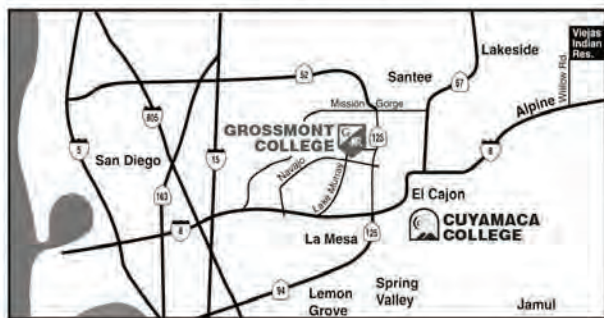 Viejas
Indian
Res.
Lakeside
52
Santee
67
Willow Rd.
Mission Gorge
Alpine
805
GROSSMONT
COLLEGE
G
125
8
5
San Diego
15
Navajo
163
Lake Murray
El Cajon
CUYAMACA
COLLEGE
8
La Mesa
125
94
Lemon
Grove
Spring
Valley
Jamul